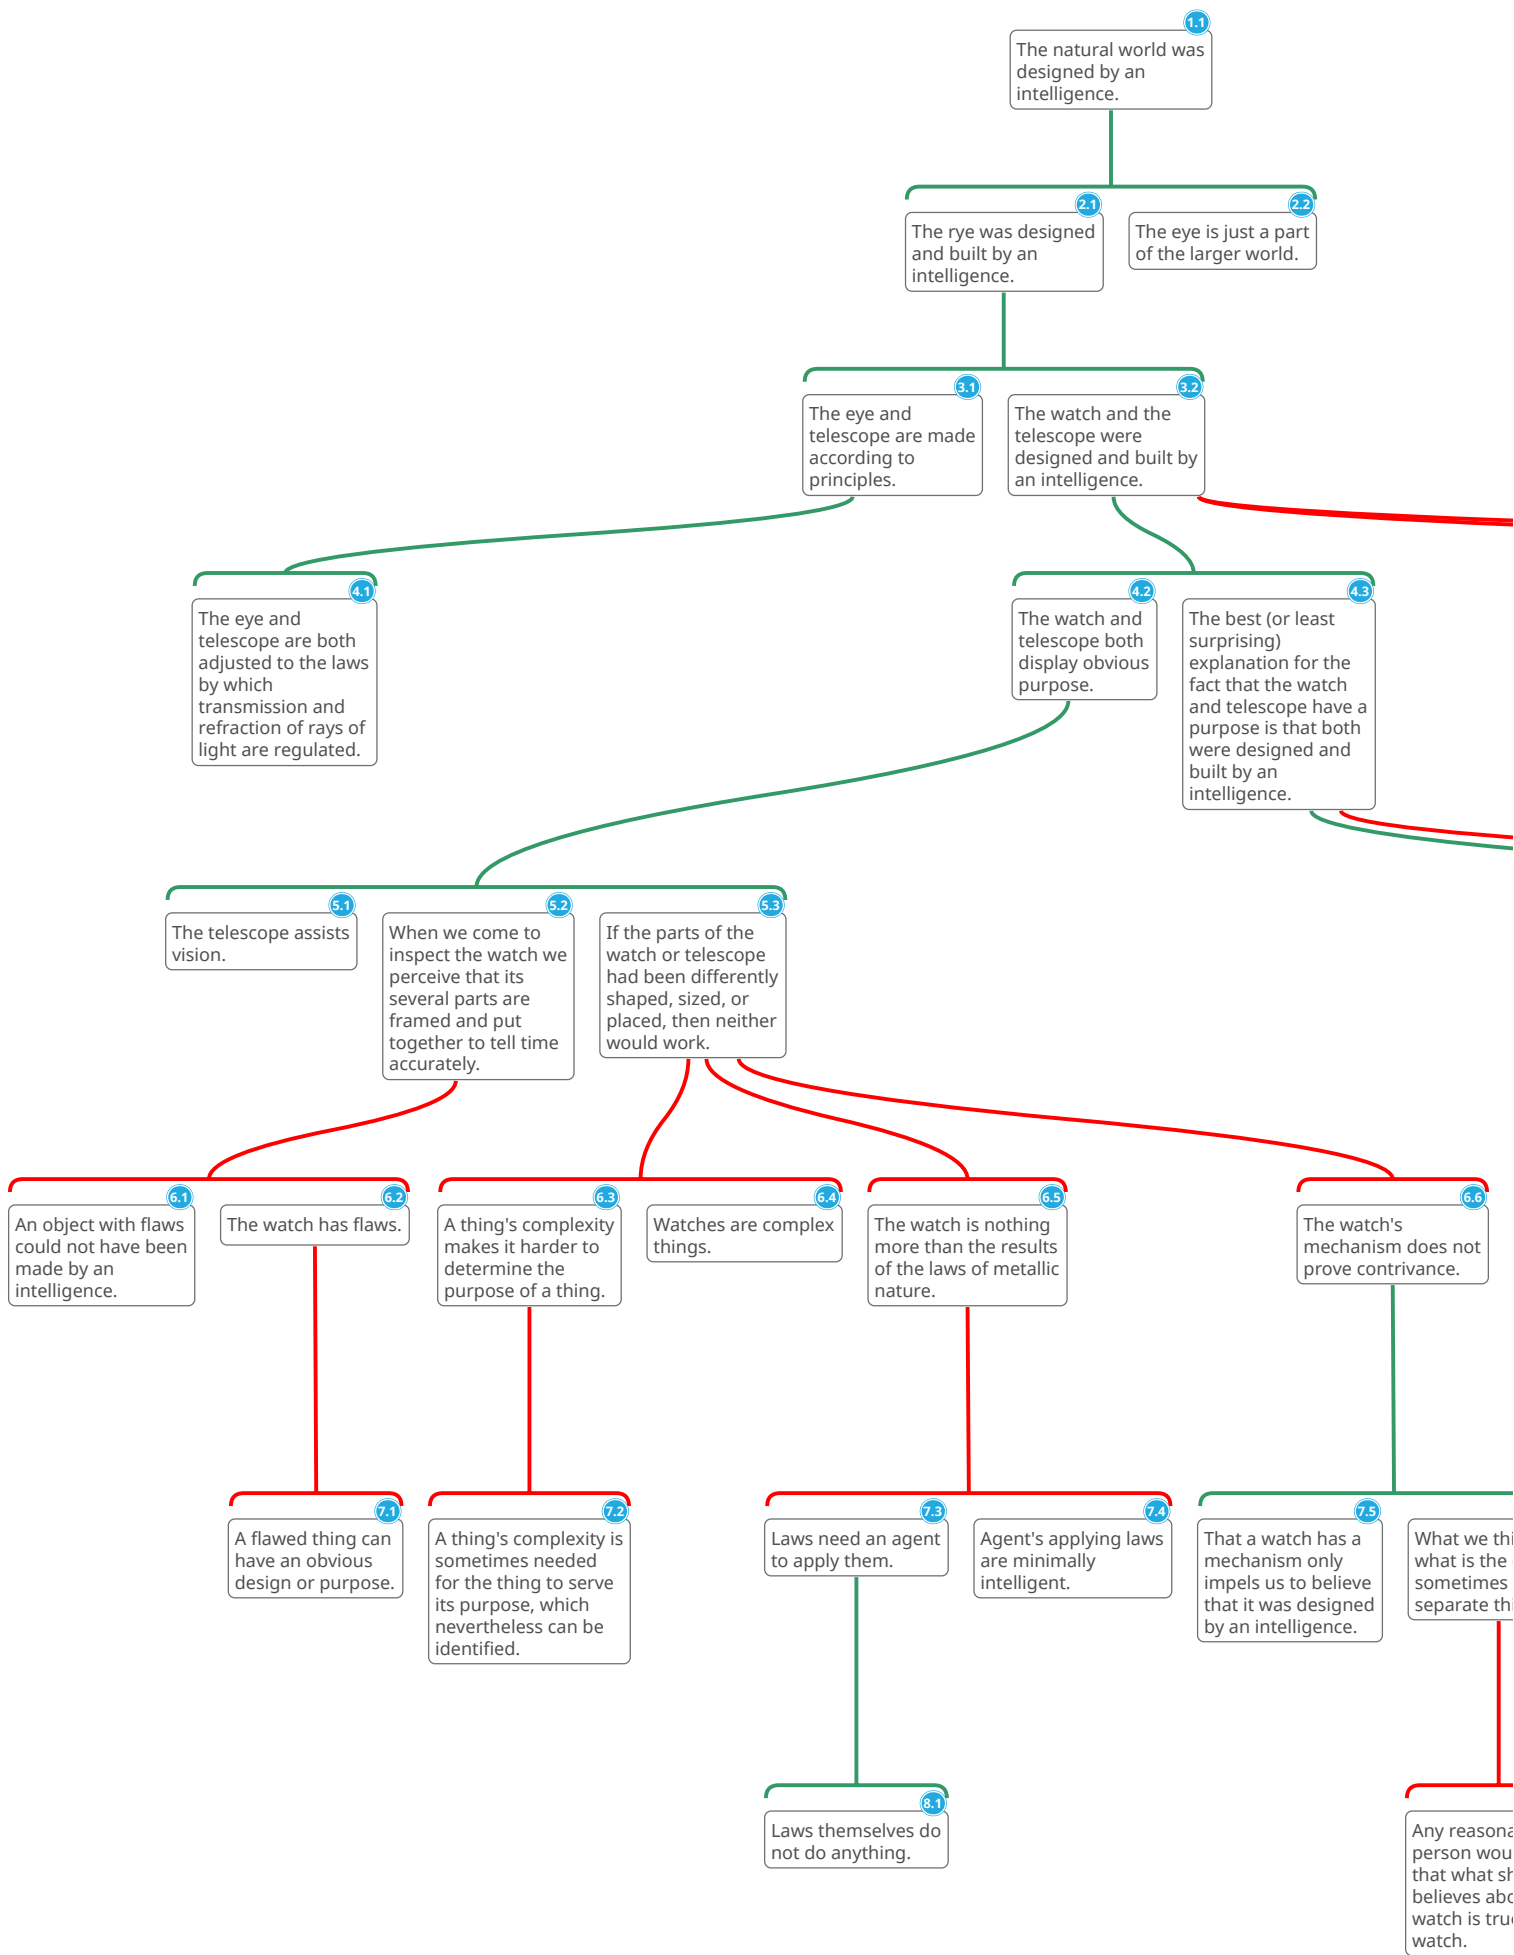 1.1
The natural world was
designed by an
intelligence.
2.1
The rye was designed
and built by an
intelligence.
2.2
The eye is just a part
of the larger world.
3.1
The eye and
telescope are made
according to
principles.
3.2
The watch and the
telescope were
designed and built by
an intelligence.
4.1
The eye and
telescope are both
adjusted to the laws
by which
transmission and
refraction of rays of
light are regulated.
4.2
The watch and
telescope both
display obvious
purpose.
4.3
The best (or least
surprising)
explanation for the
fact that the watch
and telescope have a
purpose is that both
were designed and
built by an
intelligence.
5.1
The telescope assists
vision.
5.2
When we come to
inspect the watch we
perceive that its
several parts are
framed and put
together to tell time
accurately.
5.3
If the parts of the
watch or telescope
had been differently
shaped, sized, or
placed, then neither
would work.
6.1
An object with flaws
could not have been
made by an
intelligence.
6.2
The watch has flaws.
6.3
A thing's complexity
makes it harder to
determine the
purpose of a thing.
6.4
Watches are complex
things.
6.5
The watch is nothing
more than the results
of the laws of metallic
nature.
6.6
The watch's
mechanism does not
prove contrivance.
7.1
A flawed thing can
have an obvious
design or purpose.
7.2
A thing's complexity is
sometimes needed
for the thing to serve
its purpose, which
nevertheless can be
identified.
7.3
Laws need an agent
to apply them.
7.4
Agent's applying laws
are minimally
intelligent.
7.5
That a watch has a
mechanism only
impels us to believe
that it was designed
by an intelligence.
What we
what is the
sometimes
separate
8.1
Laws themselves do
not do anything.
Any
person
that what
believes
watch is
watch.